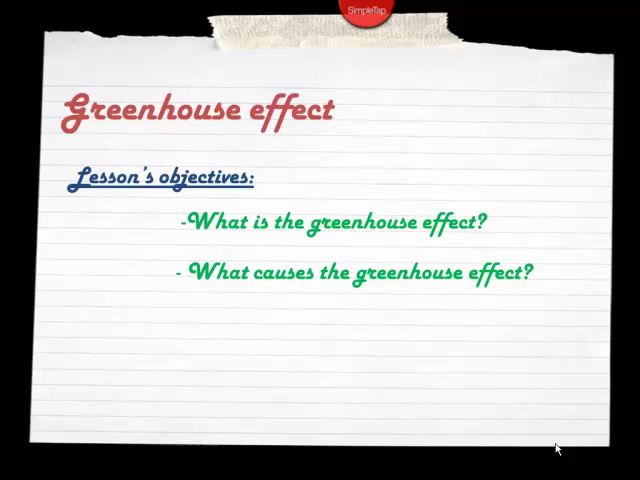 SimpleTap
Greenhouse effect
Lesson's objectives:
-What is the greenhouse effect?
- What causes the greenhouse effect?